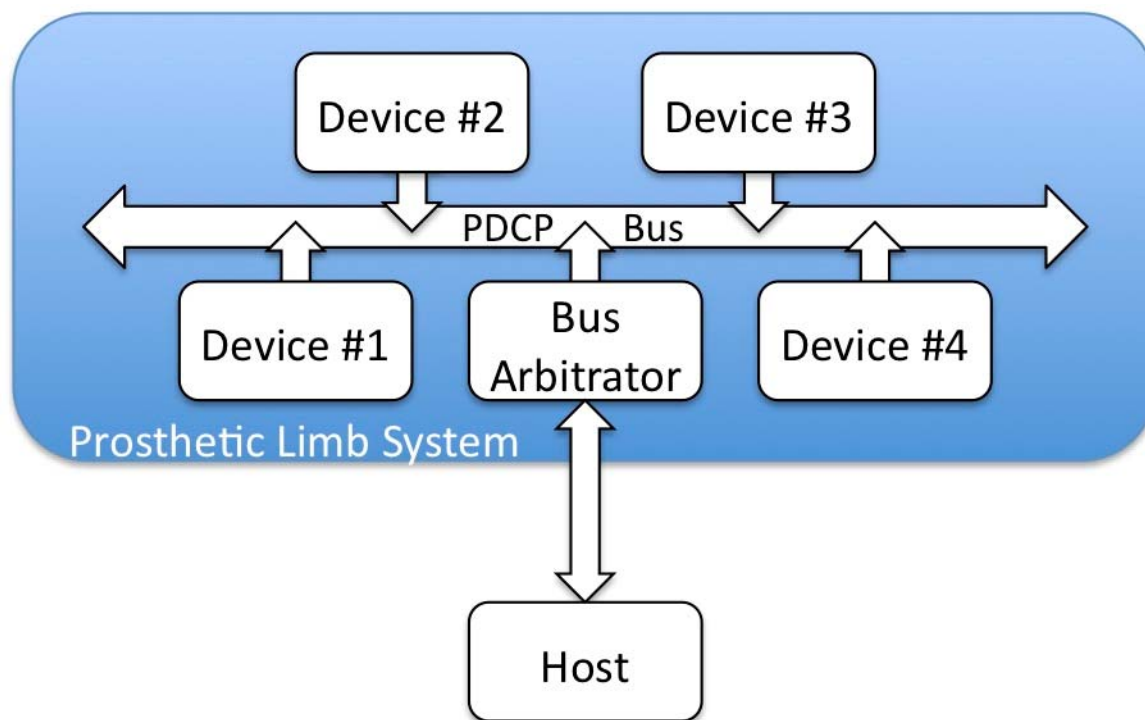 Device #2
Device #3
PDCP Bus
Device #1
Bus
Arbitrator
Device #4
Prosthetic Limb System
Host